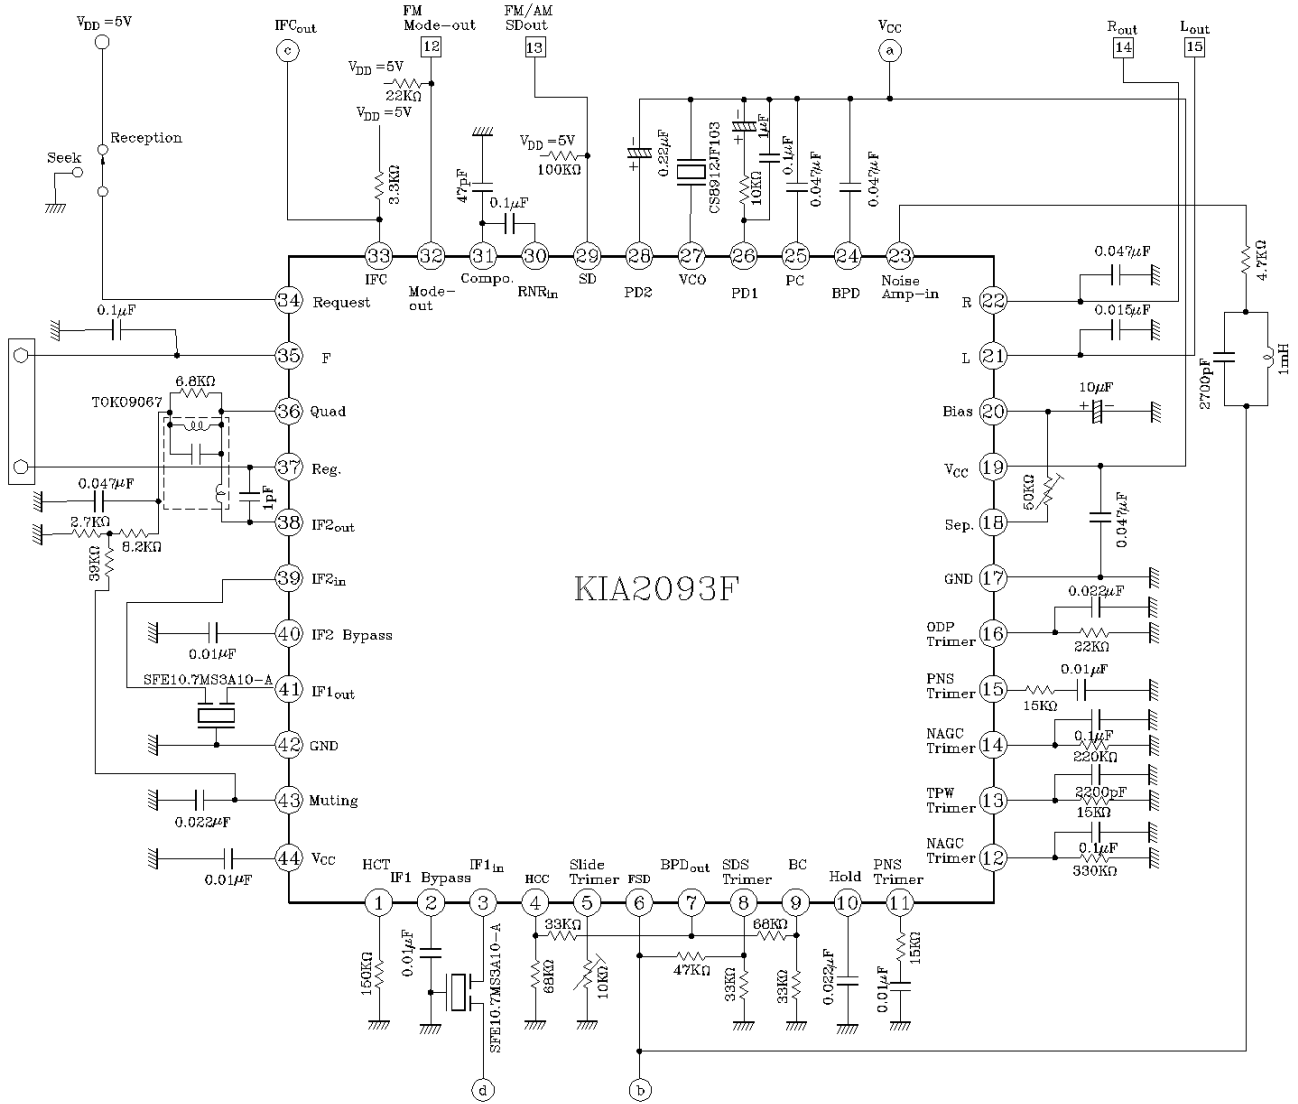 V_DD=5V
IFC_out
FM
Mode-out
FM/AM
SDout
V_CC
R_out
L_out
c
12
13
a
14
15
V_DD=5V
22KΩ
V_DD=5V
Reception
Seek
3.3KΩ
47pF
0.1μF
V_DD=5V
100KΩ
0.22μF
CS8912JF103
1μF
10KΩ
0.1μF
0.047μF
0.047μF
4.7KΩ
33
32
31
30
29
28
27
26
25
24
23
IFC
Mode-
out
Compo.
RNR_in
SD
PD2
VCO
PD1
PC
BPD
Noise
Amp-in
0.047μF
34
Request
R
22
0.1μF
0.015μF
35
F
L
21
2700pF
1mH
6.8KΩ
TOKO9067
10μF
36
Quad
Bias
20
37
Reg.
V_CC
19
0.047μF
1pF
50KΩ
0.047μF
2.7KΩ
8.2KΩ
39KΩ
38
IF2_out
Sep.
18
39
IF2_in
KIA2093F
GND
17
0.022μF
40
IF2 Bypass
ODP
Trimer
16
22KΩ
0.01μF
SFE10.7MS3A10-A
41
IF1_out
PNS
Trimer
15
0.01μF
15KΩ
42
GND
NAGC
Trimer
14
0.1μF
220KΩ
43
Muting
TPW
Trimer
13
2200pF
15KΩ
0.022μF
44
V_CC
NAGC
Trimer
12
0.1μF
330KΩ
0.01μF
HCT
IF1 Bypass
IF1_in
HCC
Slide
Trimer
FSD
BPD_out
SDS
Trimer
BC
Hold
PNS
Trimer
1
2
3
4
5
6
7
8
9
10
11
33KΩ
68KΩ
150KΩ
0.01μF
SFE10.7MS3A10-A
68KΩ
10KΩ
47KΩ
33KΩ
33KΩ
0.022μF
15KΩ
0.01μF
d
b